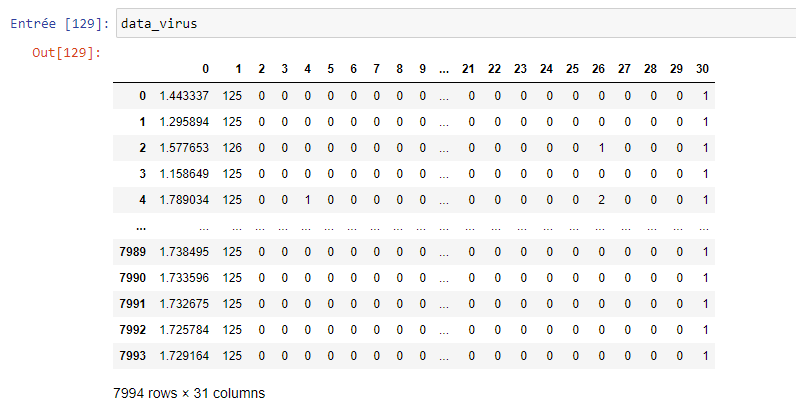 Entrée [129]: data_virus
Out[129]:
0 1 2 3 4 5 6 7 8 9 ... 21 22 23 24 25 26 27 28 29 30
0 1.443337 125 0 0 0 0 0 0 0 0 ... 0 0 0 0 0 0 0 0 0 1
1 1.295894 125 0 0 0 0 0 0 0 0 ... 0 0 0 0 0 0 0 0 0 1
2 1.577653 126 0 0 0 0 0 0 0 0 ... 0 0 0 0 0 1 0 0 0 1
3 1.158649 125 0 0 0 0 0 0 0 0 ... 0 0 0 0 0 0 0 0 0 1
4 1.789034 125 0 0 1 0 0 0 0 0 ... 0 0 0 0 0 2 0 0 0 1
... ... ... ... ... ... ... ... ... ... ... ... ... ... ... ... ... ... ... ... ... ...
7989 1.738495 125 0 0 0 0 0 0 0 0 ... 0 0 0 0 0 0 0 0 0 1
7990 1.733596 125 0 0 0 0 0 0 0 0 ... 0 0 0 0 0 0 0 0 0 1
7991 1.732675 125 0 0 0 0 0 0 0 0 ... 0 0 0 0 0 0 0 0 0 1
7992 1.725784 125 0 0 0 0 0 0 0 0 ... 0 0 0 0 0 0 0 0 0 1
7993 1.729164 125 0 0 0 0 0 0 0 0 ... 0 0 0 0 0 0 0 0 0 1
7994 rows × 31 columns